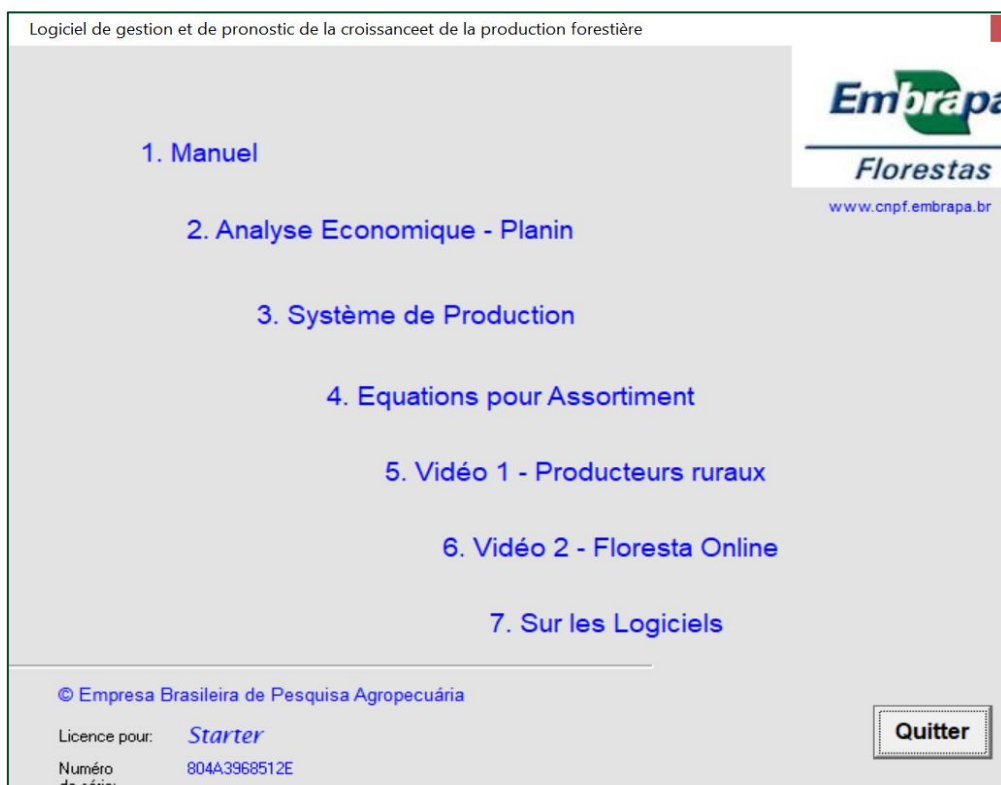 Logiciel de gestion et de pronostic de la croissanceet de la production forestière
Embrapa
Florestas
www.cnpf.embrapa.br
1. Manuel
2. Analyse Economique - Planin
3. Système de Production
4. Equations pour Assortiment
5. Vidéo 1 - Producteurs ruraux
6. Vidéo 2 - Floresta Online
7. Sur les Logiciels
© Empresa Brasileira de Pesquisa Agropecuária
Licence pour: Starter
Quitter
Numéro 804A3968512E
de série: